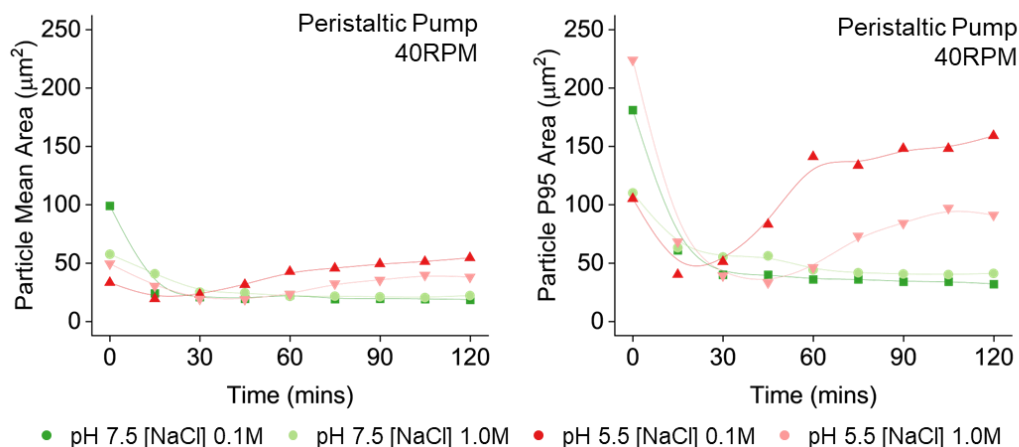 Peristaltic Pump
40RPM
Particle Mean Area (μm²)
250
200
150
100
50
0
0 30 60 90 120
Time (mins)
Peristaltic Pump
40RPM
Particle P95 Area (μm²)
250
200
150
100
50
0
0 30 60 90 120
Time (mins)
pH 7.5 [NaCl] 0.1M pH 7.5 [NaCl] 1.0M pH 5.5 [NaCl] 0.1M pH 5.5 [NaCl] 1.0M